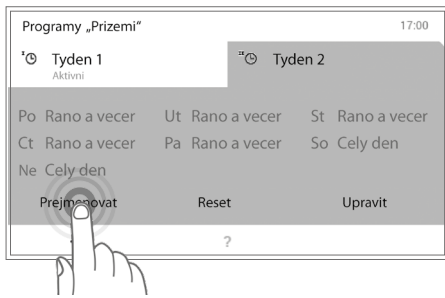 Programy „Prizemi“ 17:00
I Tyden 1 II Tyden 2
Aktivni
Po Rano a vecer Ut Rano a vecer St Rano a vecer
Ct Rano a vecer Pa Rano a vecer So Cely den
Ne Cely den
Prejmenovat Reset Upravit
?